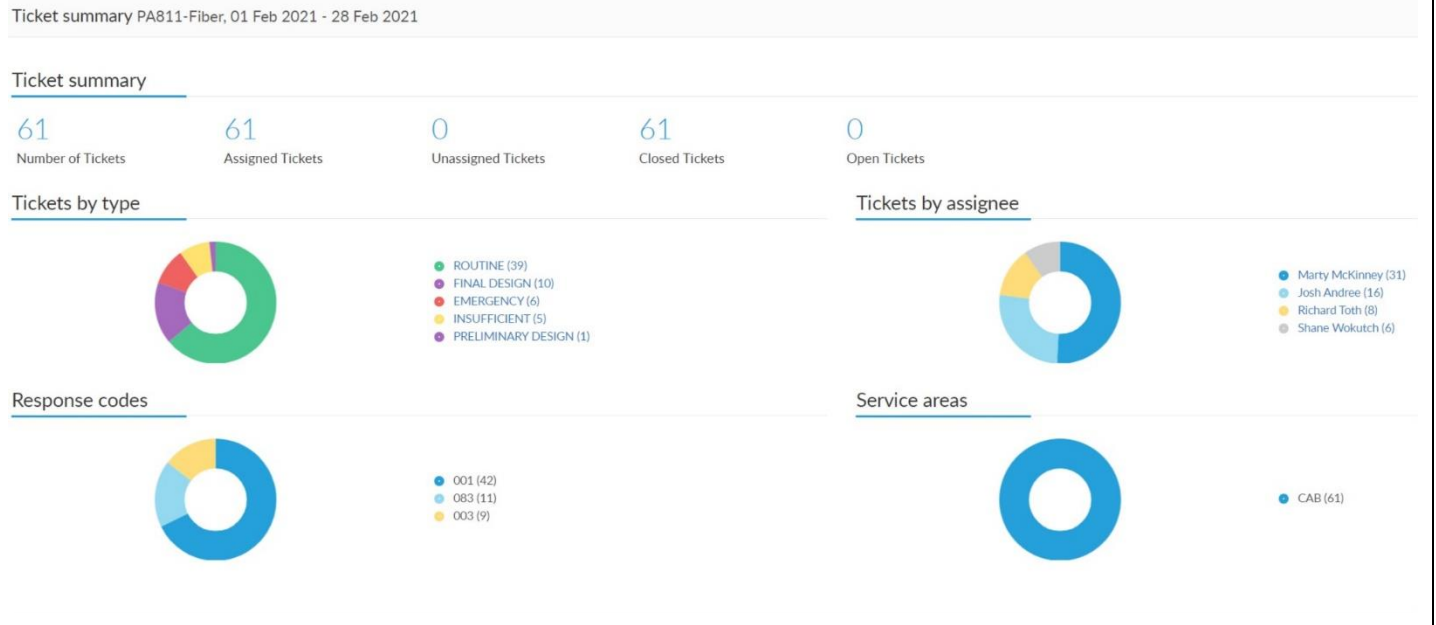 Ticket summary PA811-Fiber, 01 Feb 2021 - 28 Feb 2021
Ticket summary
61
61
0
61
0
Number of Tickets
Assigned Tickets
Unassigned Tickets
Closed Tickets
Open Tickets
Tickets by type
ROUTINE (39)
FINAL DESIGN (10)
EMERGENCY (6)
INSUFFICIENT (5)
PRELIMINARY DESIGN (1)
Tickets by assignee
Marty McKinney (31)
Josh Andree (16)
Richard Toth (8)
Shane Wokutch (6)
Response codes
001 (42)
083 (11)
003 (9)
Service areas
CAB (61)